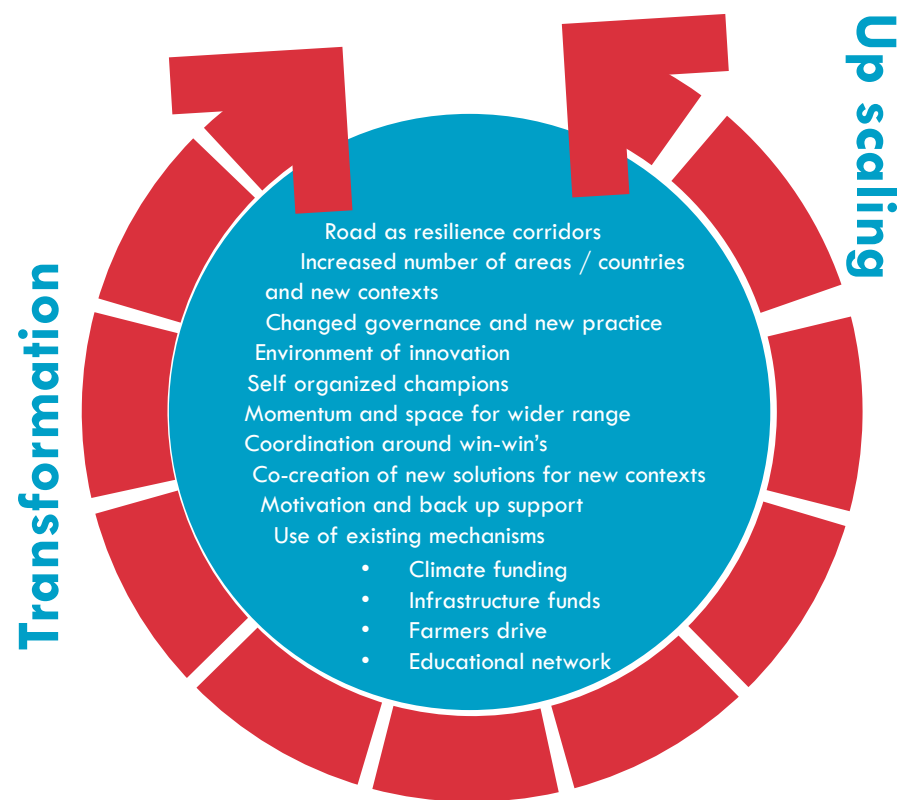 Up scaling
Transformation
Road as resilience corridors
Increased number of areas / countries
and new contexts
Changed governance and new practice
Environment of innovation
Self organized champions
Momentum and space for wider range
Coordination around win-win's
Co-creation of new solutions for new contexts
Motivation and back up support
Use of existing mechanisms
• Climate funding
• Infrastructure funds
• Farmers drive
• Educational network